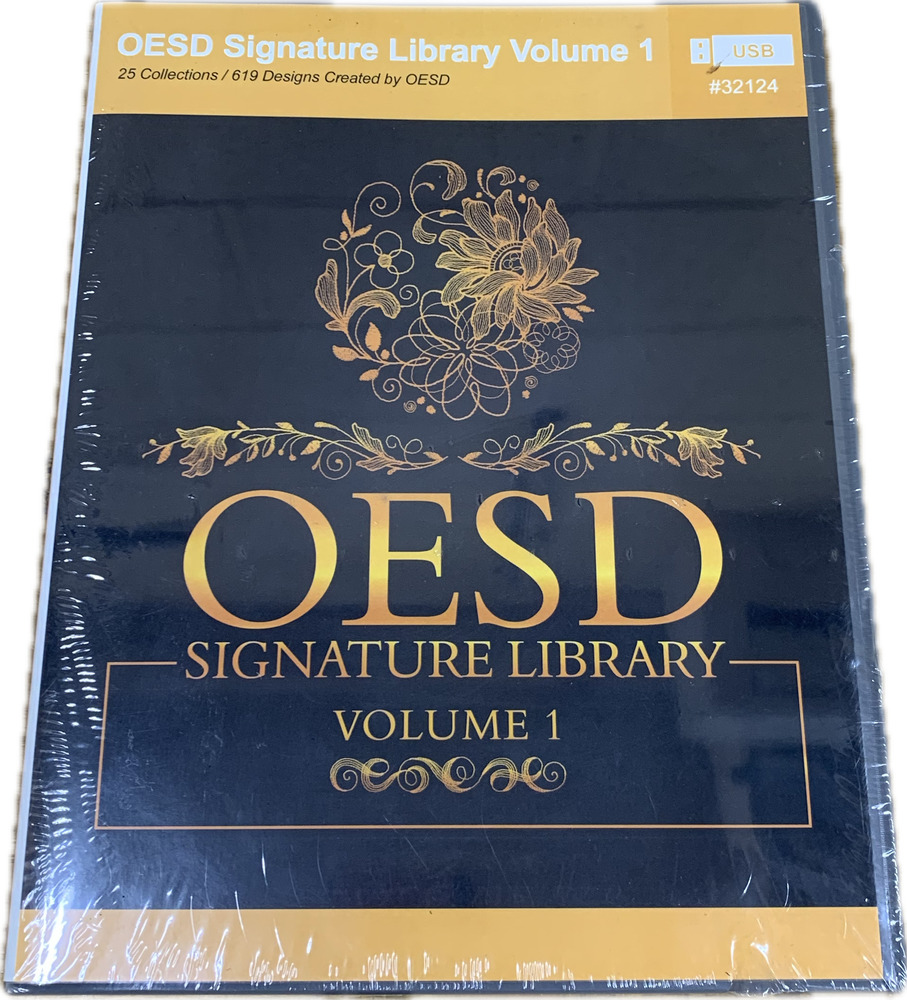 OESD Signature Library Volume 1
25 Collections / 619 Designs Created by OESD
USB
#32124
OESD
SIGNATURE LIBRARY
VOLUME 1